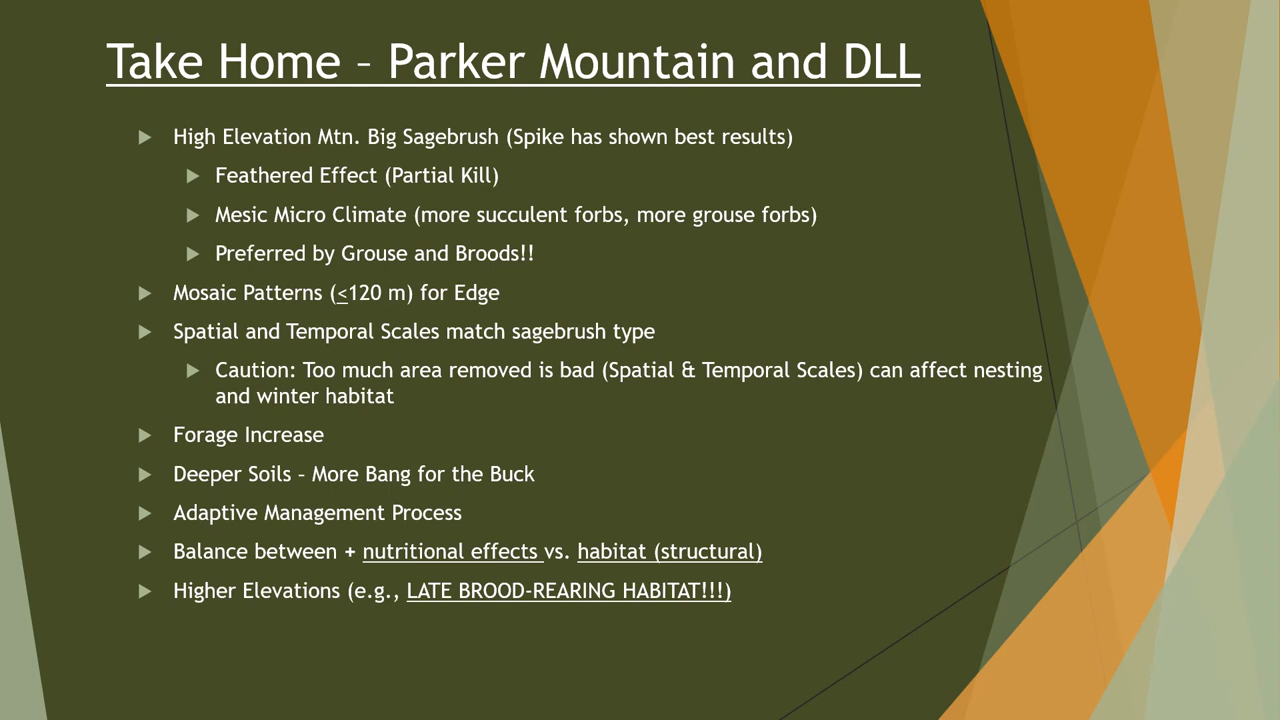 Take Home – Parker Mountain and DLL
High Elevation Mtn. Big Sagebrush (Spike has shown best results)
Feathered Effect (Partial Kill)
Mesic Micro Climate (more succulent forbs, more grouse forbs)
Preferred by Grouse and Broods!!
Mosaic Patterns (<120 m) for Edge
Spatial and Temporal Scales match sagebrush type
Caution: Too much area removed is bad (Spatial & Temporal Scales) can affect nesting
and winter habitat
Forage Increase
Deeper Soils – More Bang for the Buck
Adaptive Management Process
Balance between + nutritional effects vs. habitat (structural)
Higher Elevations (e.g., LATE BROOD-REARING HABITAT!!!)